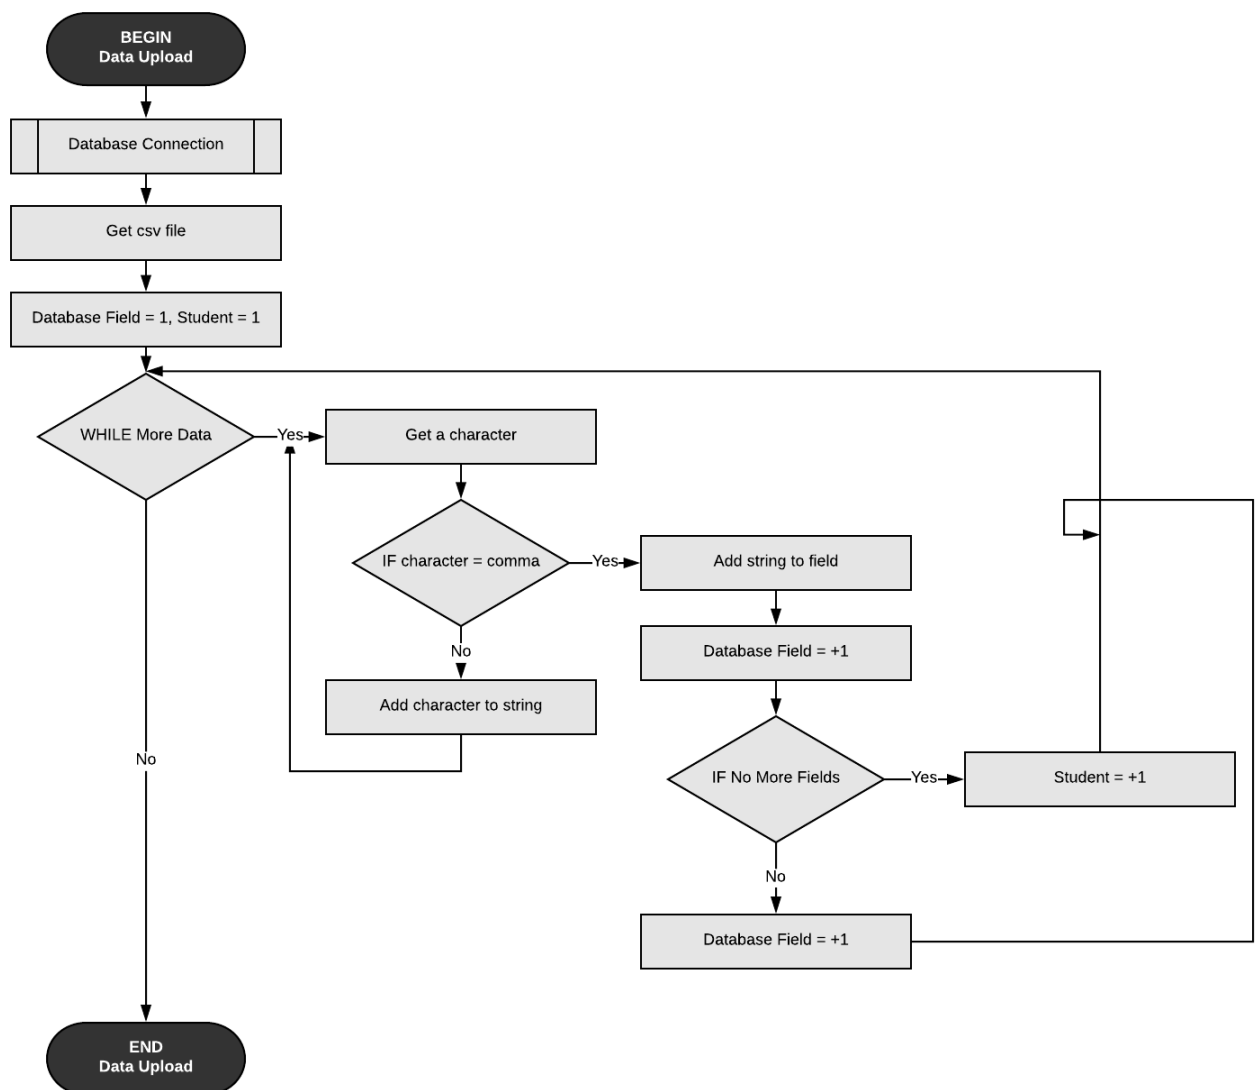 BEGIN
Data Upload
Database Connection
Get csv file
Database Field = 1, Student = 1
WHILE More Data
Yes
Get a character
IF character = comma
Yes
Add string to field
No
Database Field = +1
Add character to string
No
IF No More Fields
Yes
Student = +1
No
Database Field = +1
END
Data Upload